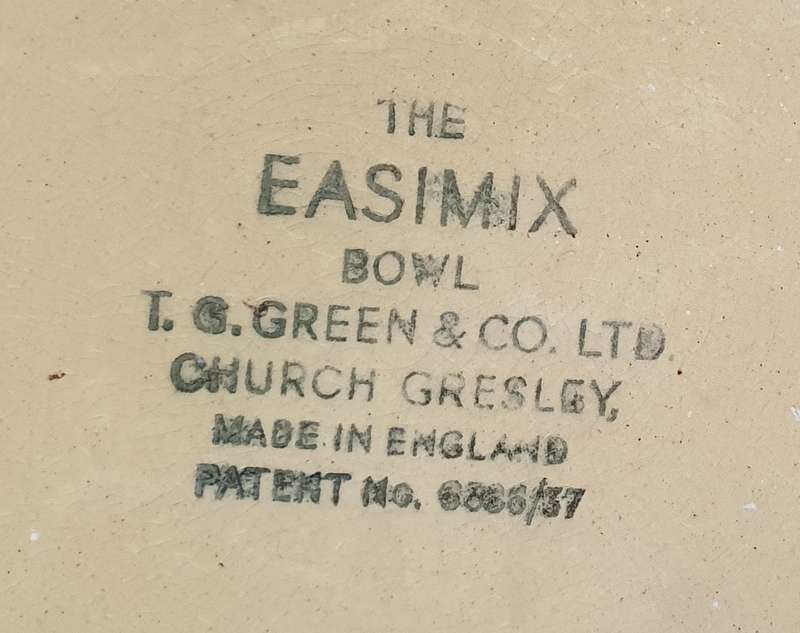 THE
EASIMIX
BOWL
T. G. GREEN & CO. LTD.
CHURCH GRESLEY,
MADE IN ENGLAND
PATENT NO.